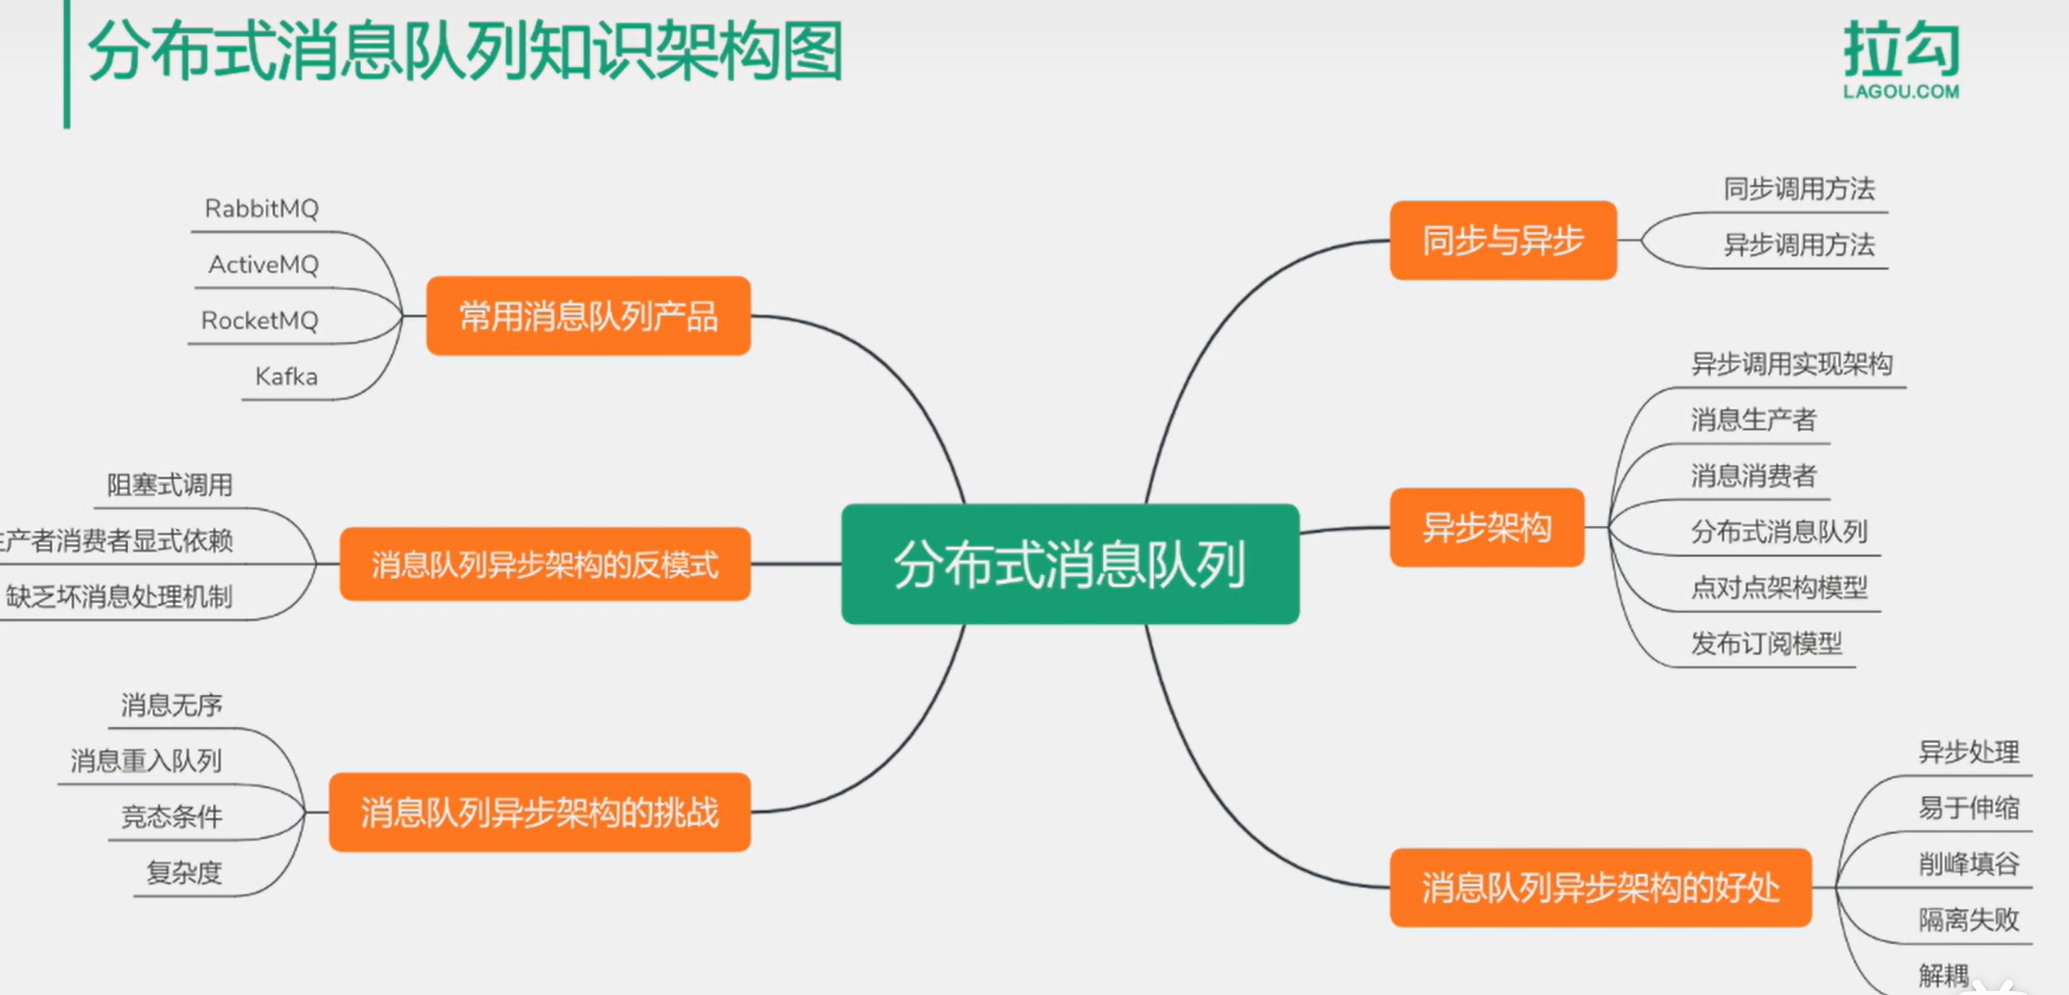 分布式消息队列知识架构图
拉勾
LAGOU.COM
RabbitMQ
ActiveMQ
RocketMQ
Kafka
常用消息队列产品
阻塞式调用
产者消费者显式依赖
缺乏坏消息处理机制
消息队列异步架构的反模式
消息无序
消息重入队列
竞态条件
复杂度
消息队列异步架构的挑战
分布式消息队列
同步与异步
同步调用方法
异步调用方法
异步架构
异步调用实现架构
消息生产者
消息消费者
分布式消息队列
点对点架构模型
发布订阅模型
消息队列异步架构的好处
异步处理
易于伸缩
削峰填谷
隔离失败
解耦